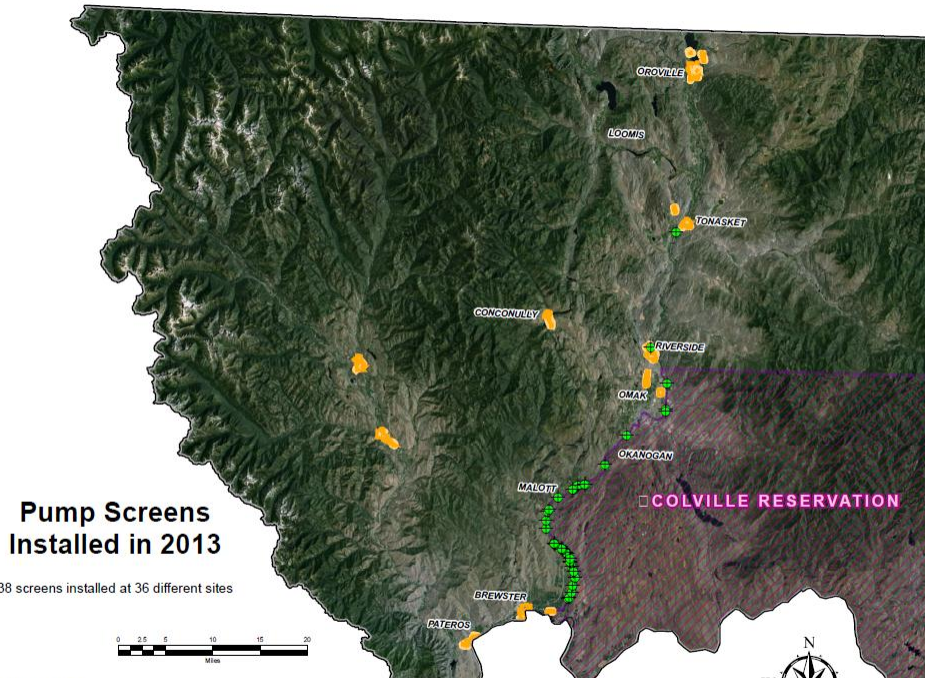 OROVILLE
LOOMIS
TONASKET
CONCONULLY
RIVERSIDE
OMAK
OKANOGAN
MALOTT
COLVILLE RESERVATION
Pump Screens
Installed in 2013
38 screens installed at 36 different sites
BREWSTER
PATEROS
0 2.5 5 10 15 20
Miles
N